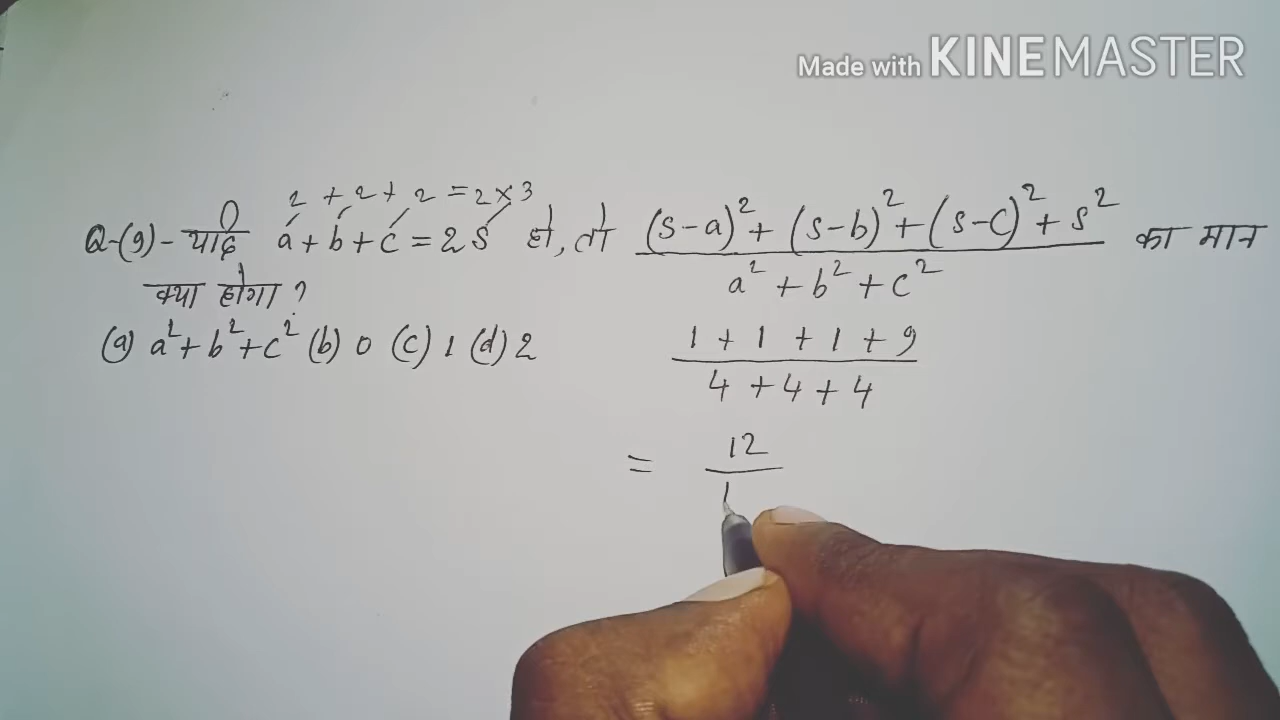 Made with KINEMASTER
2 + 2 + 2 = 2 × 3
Q-(9)- यदि a + b + c = 2s हो, तो (s-a)² + (s-b)² + (s-c)² + s² / a² + b² + c² का मान
क्या होगा ?
(a) a² + b² + c² (b) 0 (c) 1 (d) 2
1 + 1 + 1 + 9
4 + 4 + 4
= 12
1